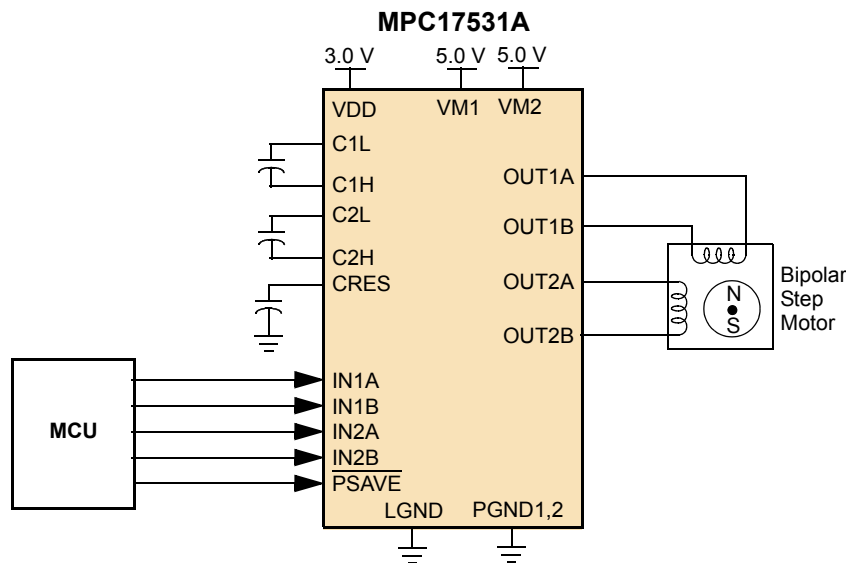 MPC17531A
3.0 V
5.0 V
5.0 V
VDD
VM1
VM2
C1L
C1H
C2L
C2H
CRES
OUT1A
OUT1B
OUT2A
OUT2B
N
S
Bipolar
Step
Motor
MCU
IN1A
IN1B
IN2A
IN2B
PSAVE
LGND
PGND1,2